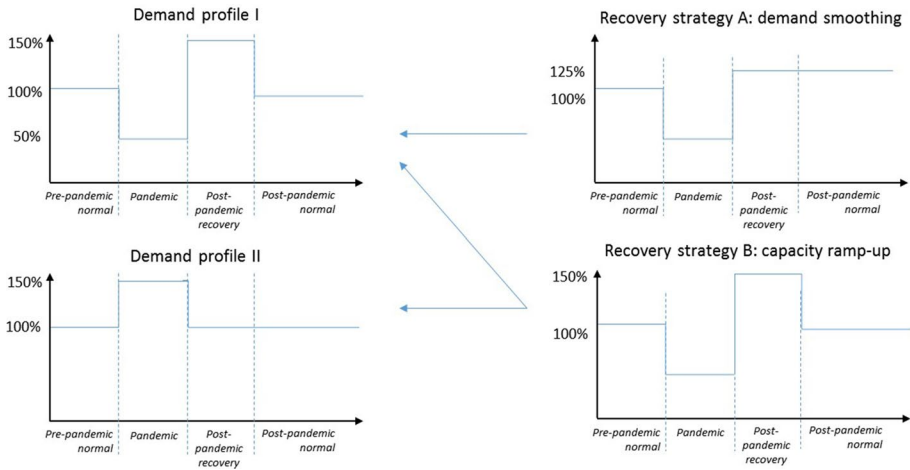 Demand profile I
150%
100%
50%
Pre-pandemic
normal
Pandemic
Post-
pandemic
recovery
Post-pandemic
normal
Recovery strategy A: demand smoothing
125%
100%
Pre-pandemic
normal
Pandemic
Post-
pandemic
recovery
Post-pandemic
normal
Demand profile II
150%
100%
Pre-pandemic
normal
Pandemic
Post-
pandemic
recovery
Post-pandemic
normal
Recovery strategy B: capacity ramp-up
150%
100%
Pre-pandemic
normal
Pandemic
Post-
pandemic
recovery
Post-pandemic
normal